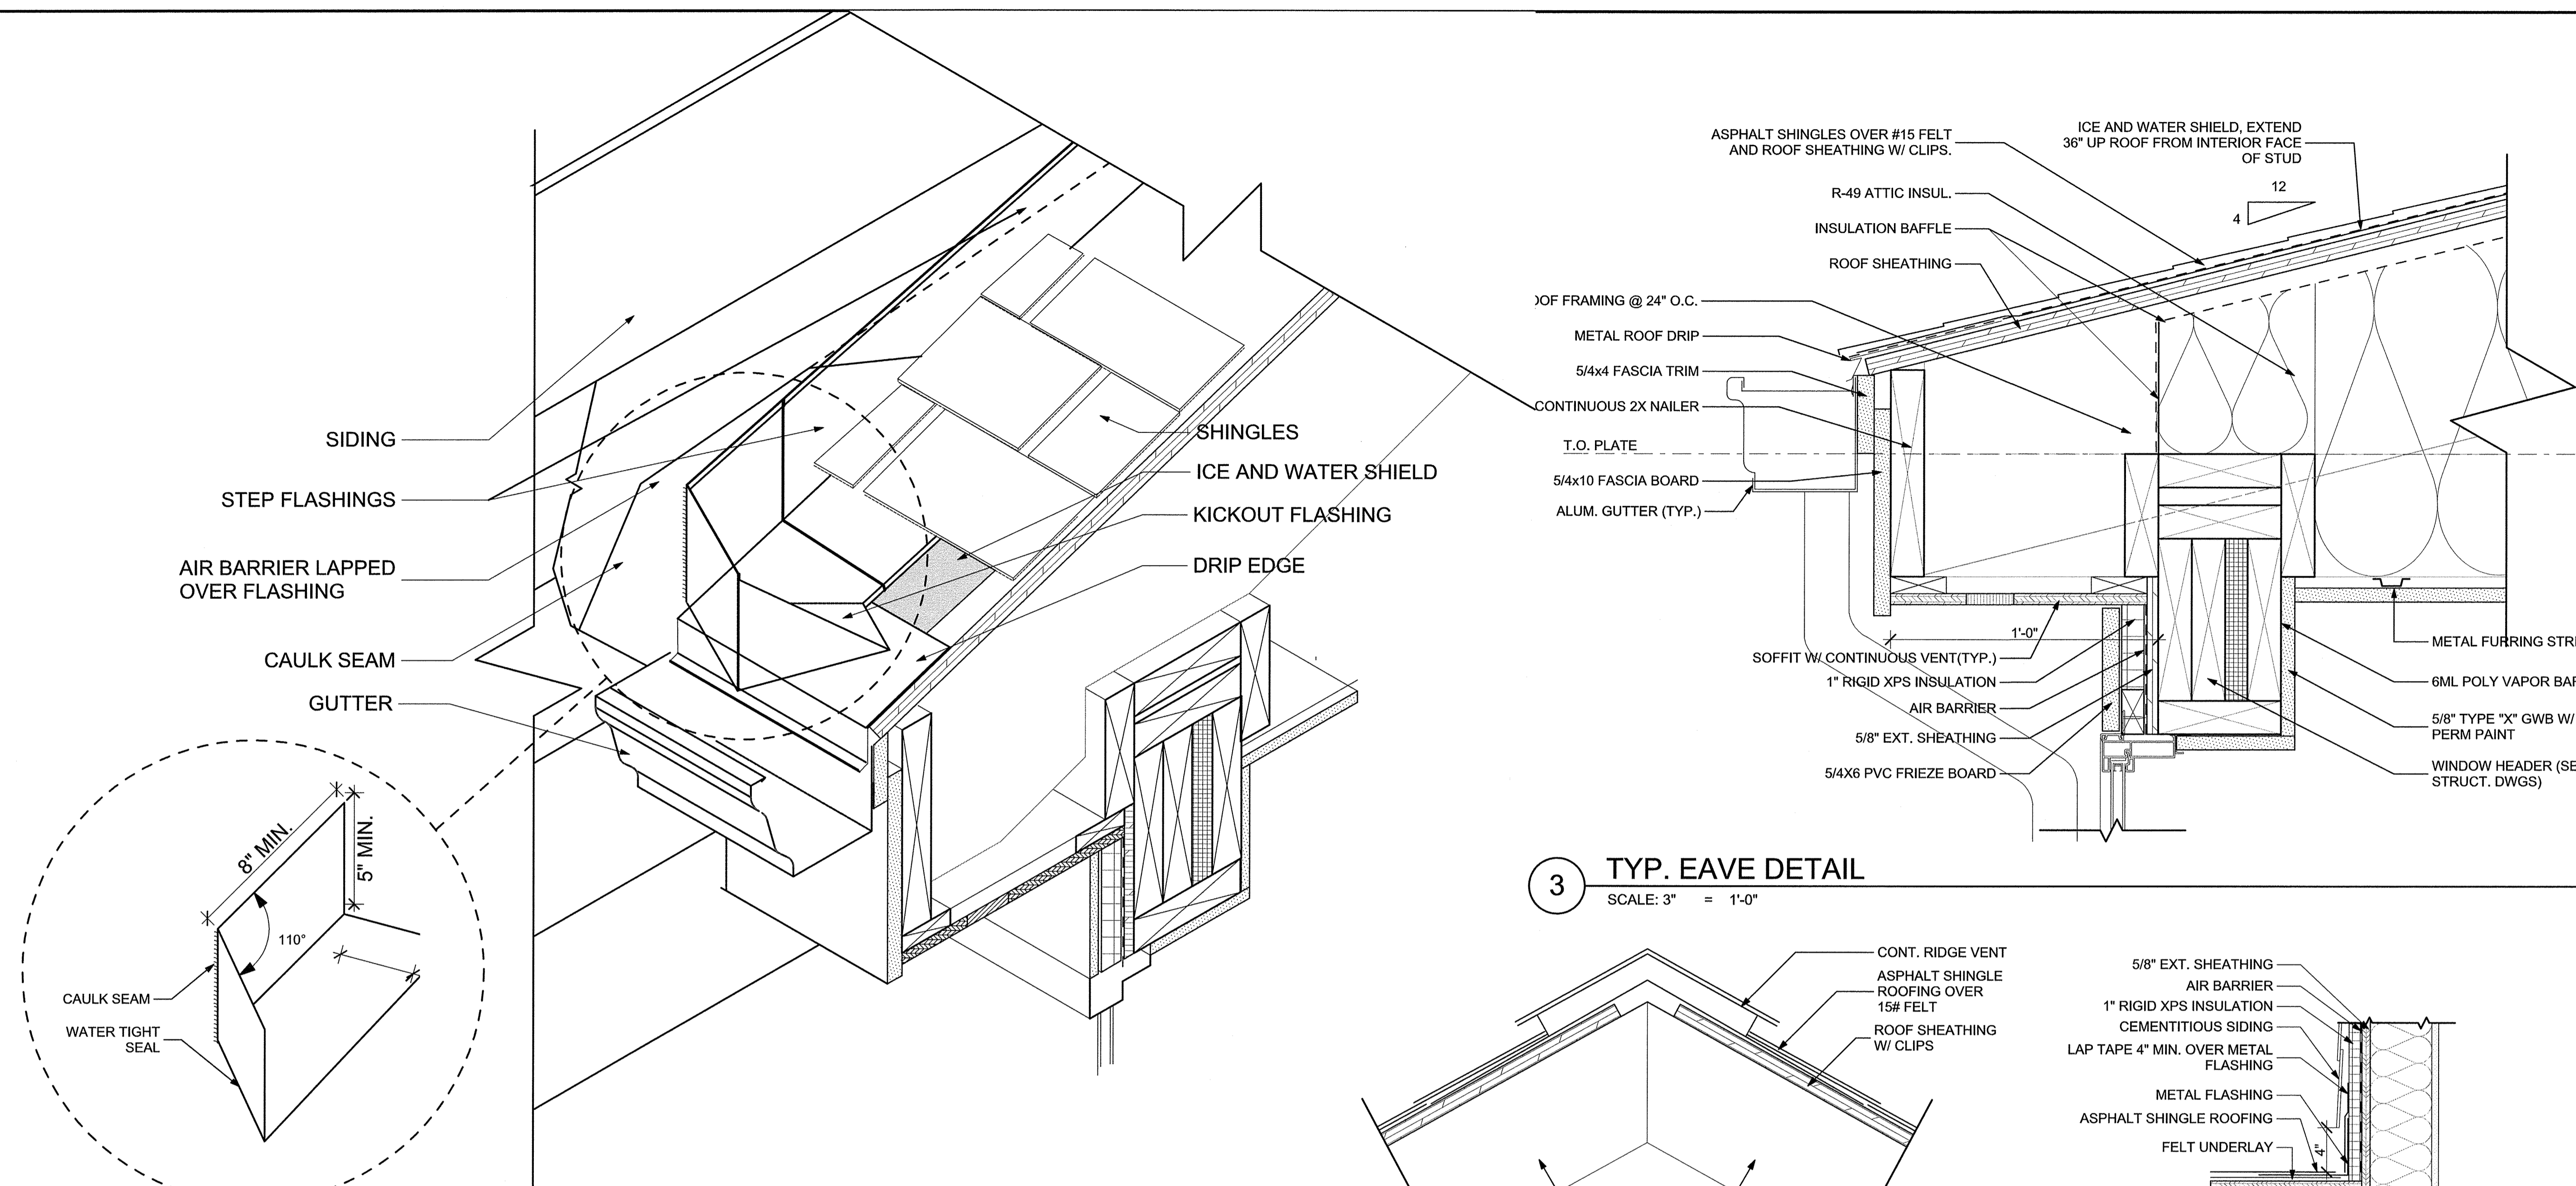 SIDING
STEP FLASHINGS
AIR BARRIER LAPPED
OVER FLASHING
CAULK SEAM
GUTTER
SHINGLES
ICE AND WATER SHIELD
KICKOUT FLASHING
DRIP EDGE
8" MIN.
5" MIN.
110°
CAULK SEAM
WATER TIGHT
SEAL
ASPHALT SHINGLES OVER #15 FELT
AND ROOF SHEATHING W/ CLIPS.
R-49 ATTIC INSUL.
INSULATION BAFFLE
ROOF SHEATHING
OOF FRAMING @ 24" O.C.
METAL ROOF DRIP
5/4x4 FASCIA TRIM
CONTINUOUS 2X NAILER
T.O. PLATE
5/4x10 FASCIA BOARD
ALUM. GUTTER (TYP.)
ICE AND WATER SHIELD, EXTEND
36" UP ROOF FROM INTERIOR FACE
OF STUD
12
4
1'-0"
SOFFIT W/ CONTINUOUS VENT(TYP.)
1" RIGID XPS INSULATION
AIR BARRIER
5/8" EXT. SHEATHING
5/4X6 PVC FRIEZE BOARD
METAL FURRING STRI
6ML POLY VAPOR BAR
5/8" TYPE "X" GWB W/
PERM PAINT
WINDOW HEADER (SE
STRUCT. DWGS)
3 TYP. EAVE DETAIL
SCALE: 3" = 1'-0"
CONT. RIDGE VENT
ASPHALT SHINGLE
ROOFING OVER
15# FELT
ROOF SHEATHING
W/ CLIPS
5/8" EXT. SHEATHING
AIR BARRIER
1" RIGID XPS INSULATION
CEMENTITIOUS SIDING
LAP TAPE 4" MIN. OVER METAL
FLASHING
METAL FLASHING
ASPHALT SHINGLE ROOFING
FELT UNDERLAY
4"